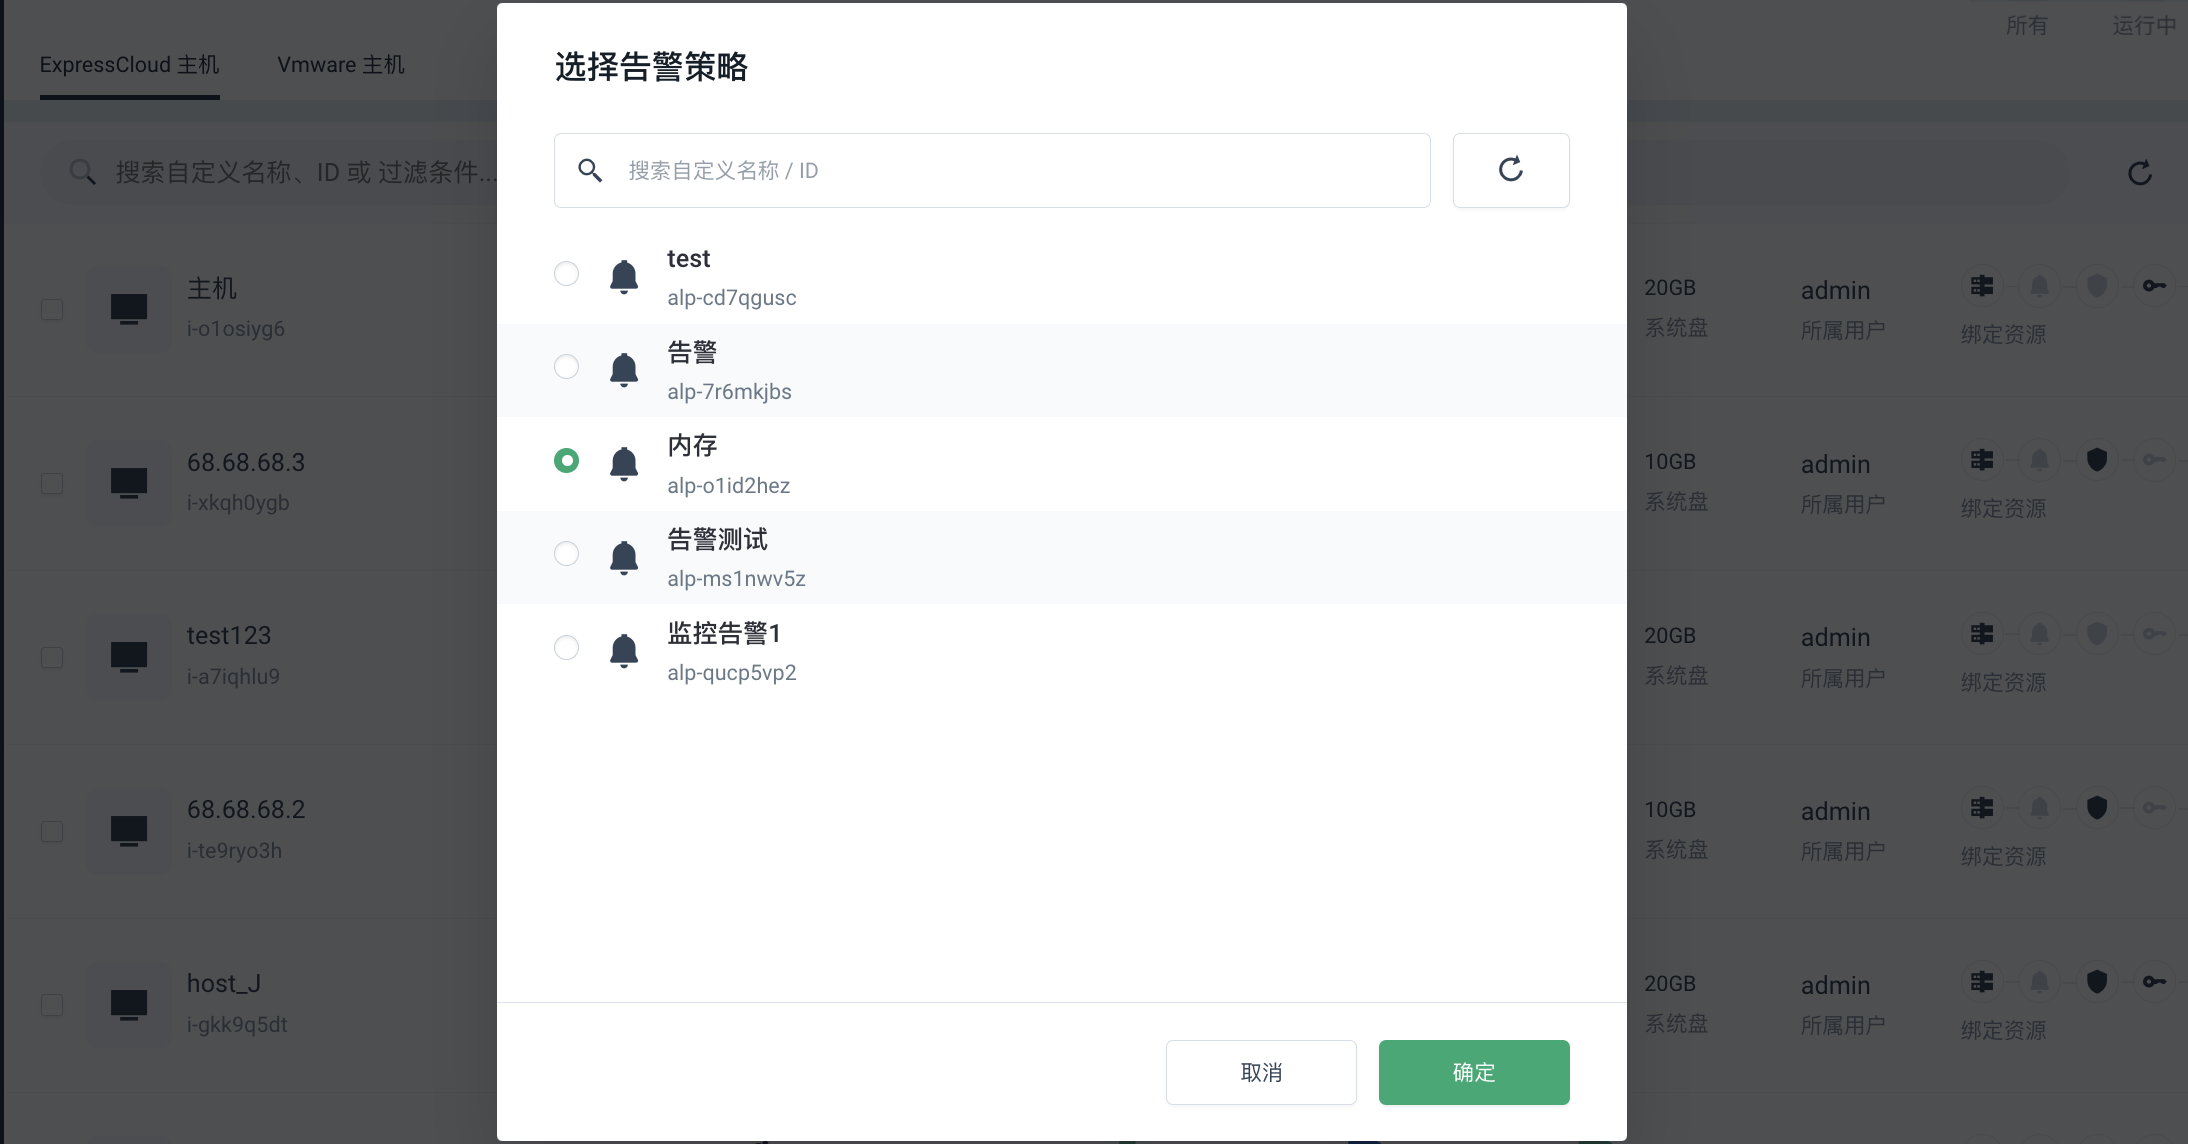 所有 运行中
ExpressCloud 主机 Vmware 主机
搜索自定义名称、ID 或 过滤条件...
主机
i-o1osiyg6
68.68.68.3
i-xkqh0ygb
test123
i-a7iqhlu9
68.68.68.2
i-te9ryo3h
host_J
i-gkk9q5dt
选择告警策略
搜索自定义名称 / ID
test
alp-cd7qgusc
告警
alp-7r6mkjbs
内存
alp-o1id2hez
告警测试
alp-ms1nwv5z
监控告警1
alp-qucp5vp2
取消 确定
20GB admin
系统盘 所属用户 绑定资源
10GB admin
系统盘 所属用户 绑定资源
20GB admin
系统盘 所属用户 绑定资源
10GB admin
系统盘 所属用户 绑定资源
20GB admin
系统盘 所属用户 绑定资源